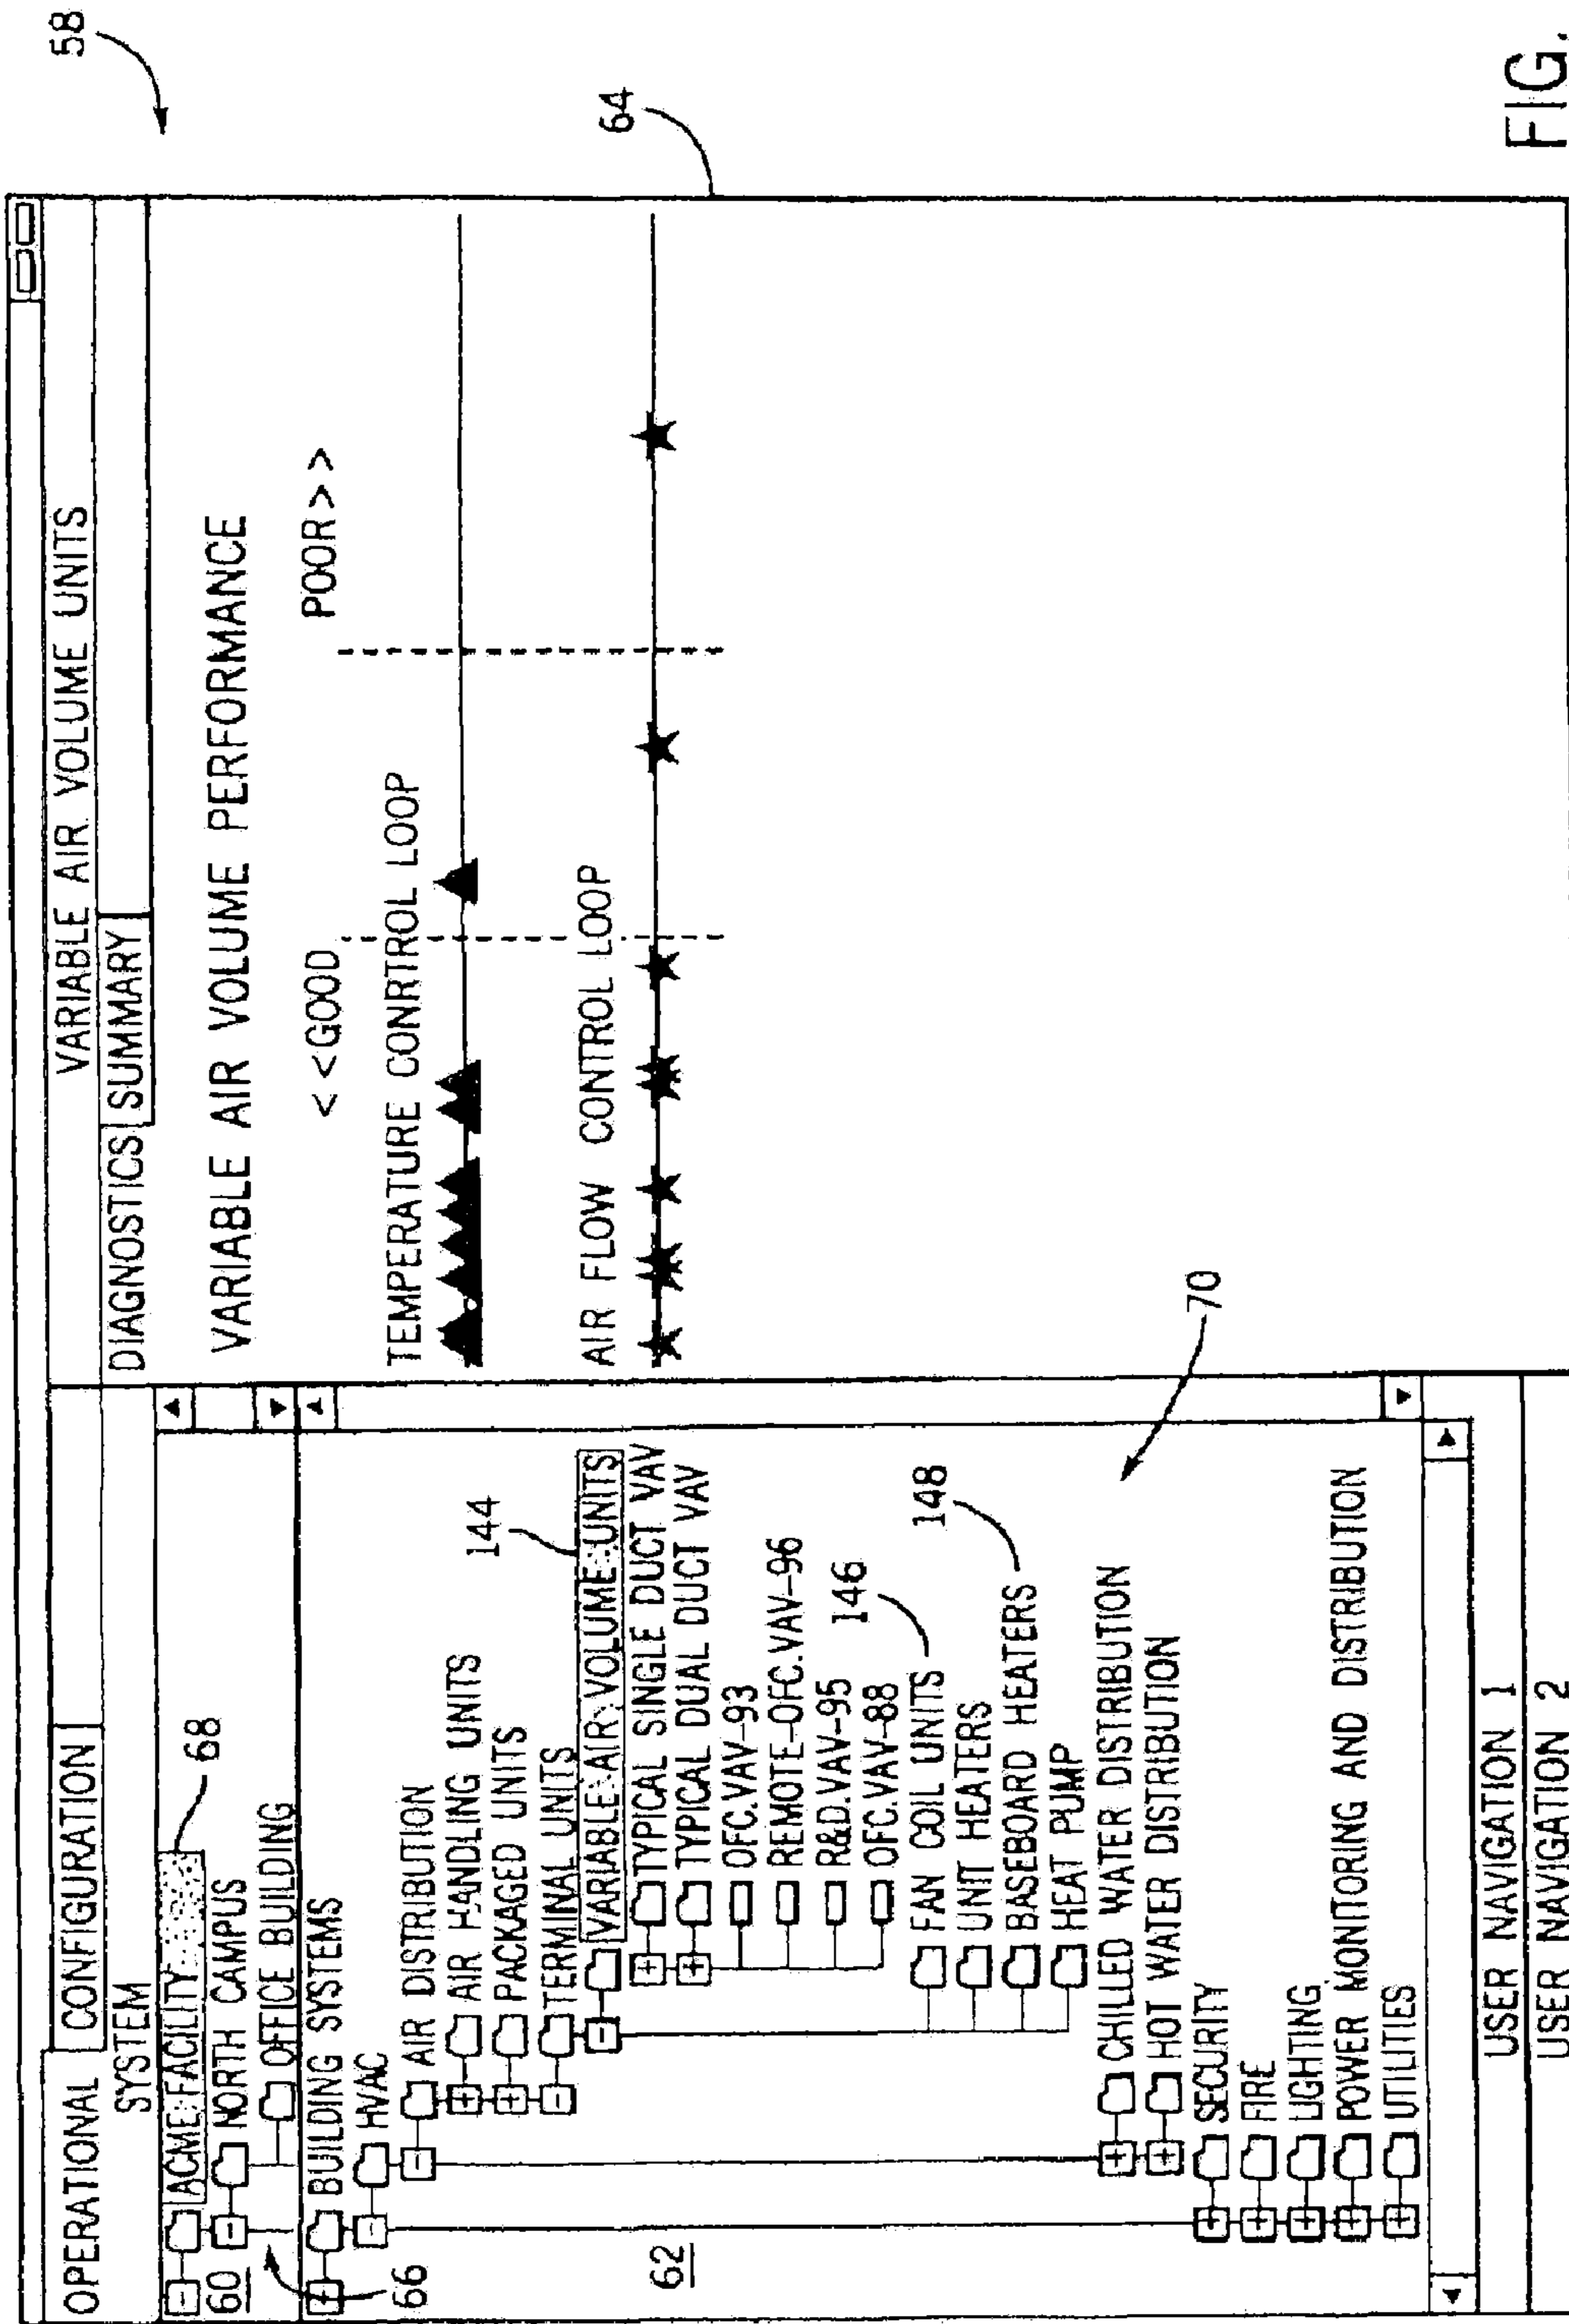 58
OPERATIONAL CONFIGURATION
SYSTEM
ACME FACILITY
68
NORTH CAMPUS
OFFICE BUILDING
60
66
BUILDING SYSTEMS
HVAC
AIR DISTRIBUTION
AIR HANDLING UNITS
PACKAGED UNITS
TERMINAL UNITS
144
VARIABLE AIR VOLUME UNITS
TYPICAL SINGLE DUCT VAV
TYPICAL DUAL DUCT VAV
OFC.VAV-93
REMOTE-OFC.VAV-96
R&D.VAV-95
OFC.VAV-88
146
FAN COIL UNITS
UNIT HEATERS
BASEBOARD HEATERS
148
HEAT PUMP
62
70
CHILLED WATER DISTRIBUTION
HOT WATER DISTRIBUTION
SECURITY
FIRE
LIGHTING
POWER MONITORING AND DISTRIBUTION
UTILITIES
USER NAVIGATION 1
USER NAVIGATION 2
VARIABLE AIR VOLUME UNITS
DIAGNOSTICS SUMMARY
VARIABLE AIR VOLUME PERFORMANCE
<<GOOD POOR>>
TEMPERATURE CONRTROL LOOP
AIR FLOW CONTROL LOOP
64
FIG.